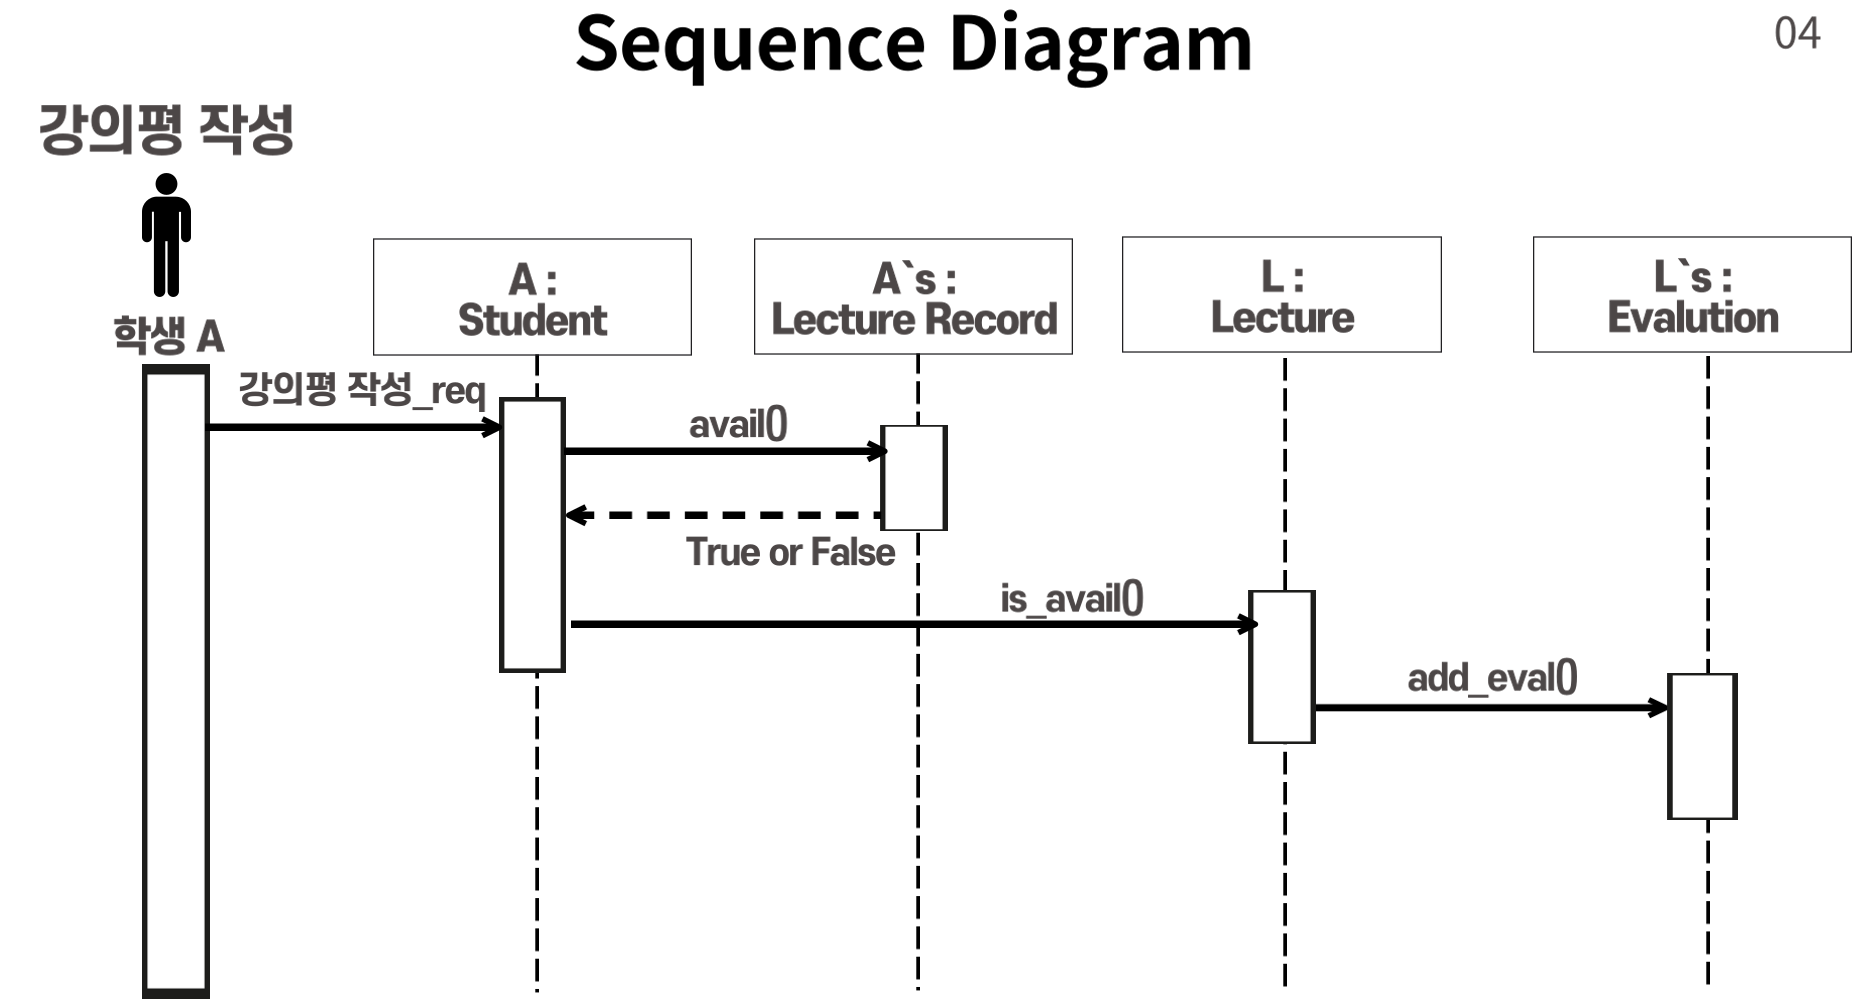 Sequence Diagram
04
강의평 작성
학생 A
A :
Student
A`s :
Lecture Record
L :
Lecture
L`s :
Evalution
강의평 작성_req
avail()
True or False
is_avail()
add_eval()